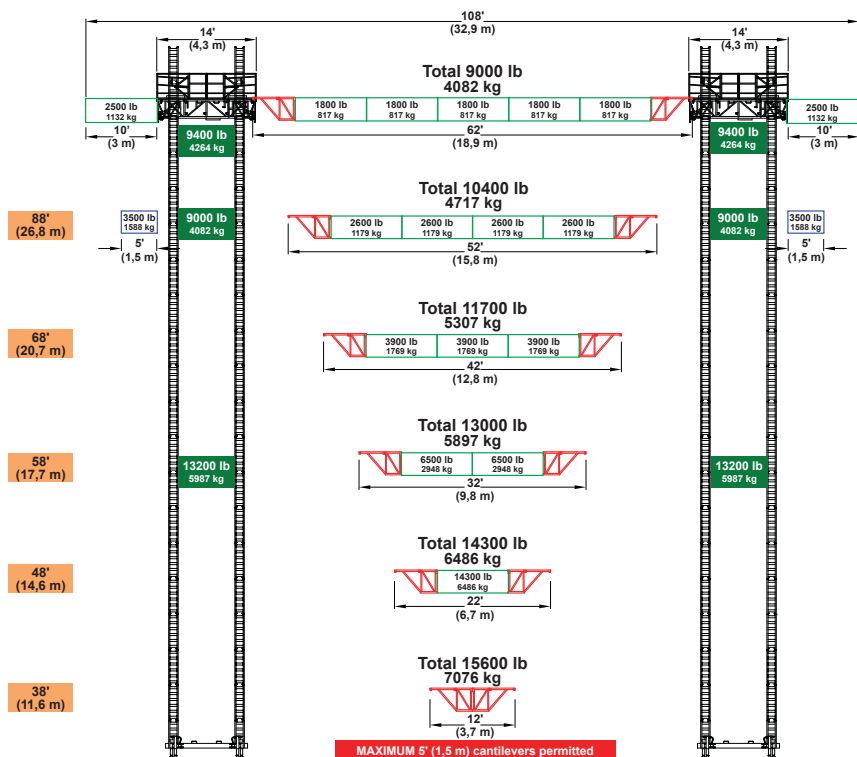 108'
(32,9 m)
14'
(4,3 m)
14'
(4,3 m)
Total 9000 lb
4082 kg
2500 lb
1132 kg
1800 lb
817 kg
1800 lb
817 kg
1800 lb
817 kg
1800 lb
817 kg
1800 lb
817 kg
2500 lb
1132 kg
10'
(3 m)
9400 lb
4264 kg
62'
(18,9 m)
9400 lb
4264 kg
10'
(3 m)
Total 10400 lb
4717 kg
88'
(26,8 m)
3500 lb
1588 kg
9000 lb
4082 kg
2600 lb
1179 kg
2600 lb
1179 kg
2600 lb
1179 kg
2600 lb
1179 kg
9000 lb
4082 kg
3500 lb
1588 kg
5'
(1,5 m)
52'
(15,8 m)
5'
(1,5 m)
Total 11700 lb
5307 kg
68'
(20,7 m)
3900 lb
1769 kg
3900 lb
1769 kg
3900 lb
1769 kg
42'
(12,8 m)
Total 13000 lb
5897 kg
58'
(17,7 m)
13200 lb
5987 kg
6500 lb
2948 kg
6500 lb
2948 kg
13200 lb
5987 kg
32'
(9,8 m)
Total 14300 lb
6486 kg
48'
(14,6 m)
14300 lb
6486 kg
22'
(6,7 m)
Total 15600 lb
7076 kg
38'
(11,6 m)
12'
(3,7 m)
MAXIMUM 5' (1,5 m) cantilevers permitted